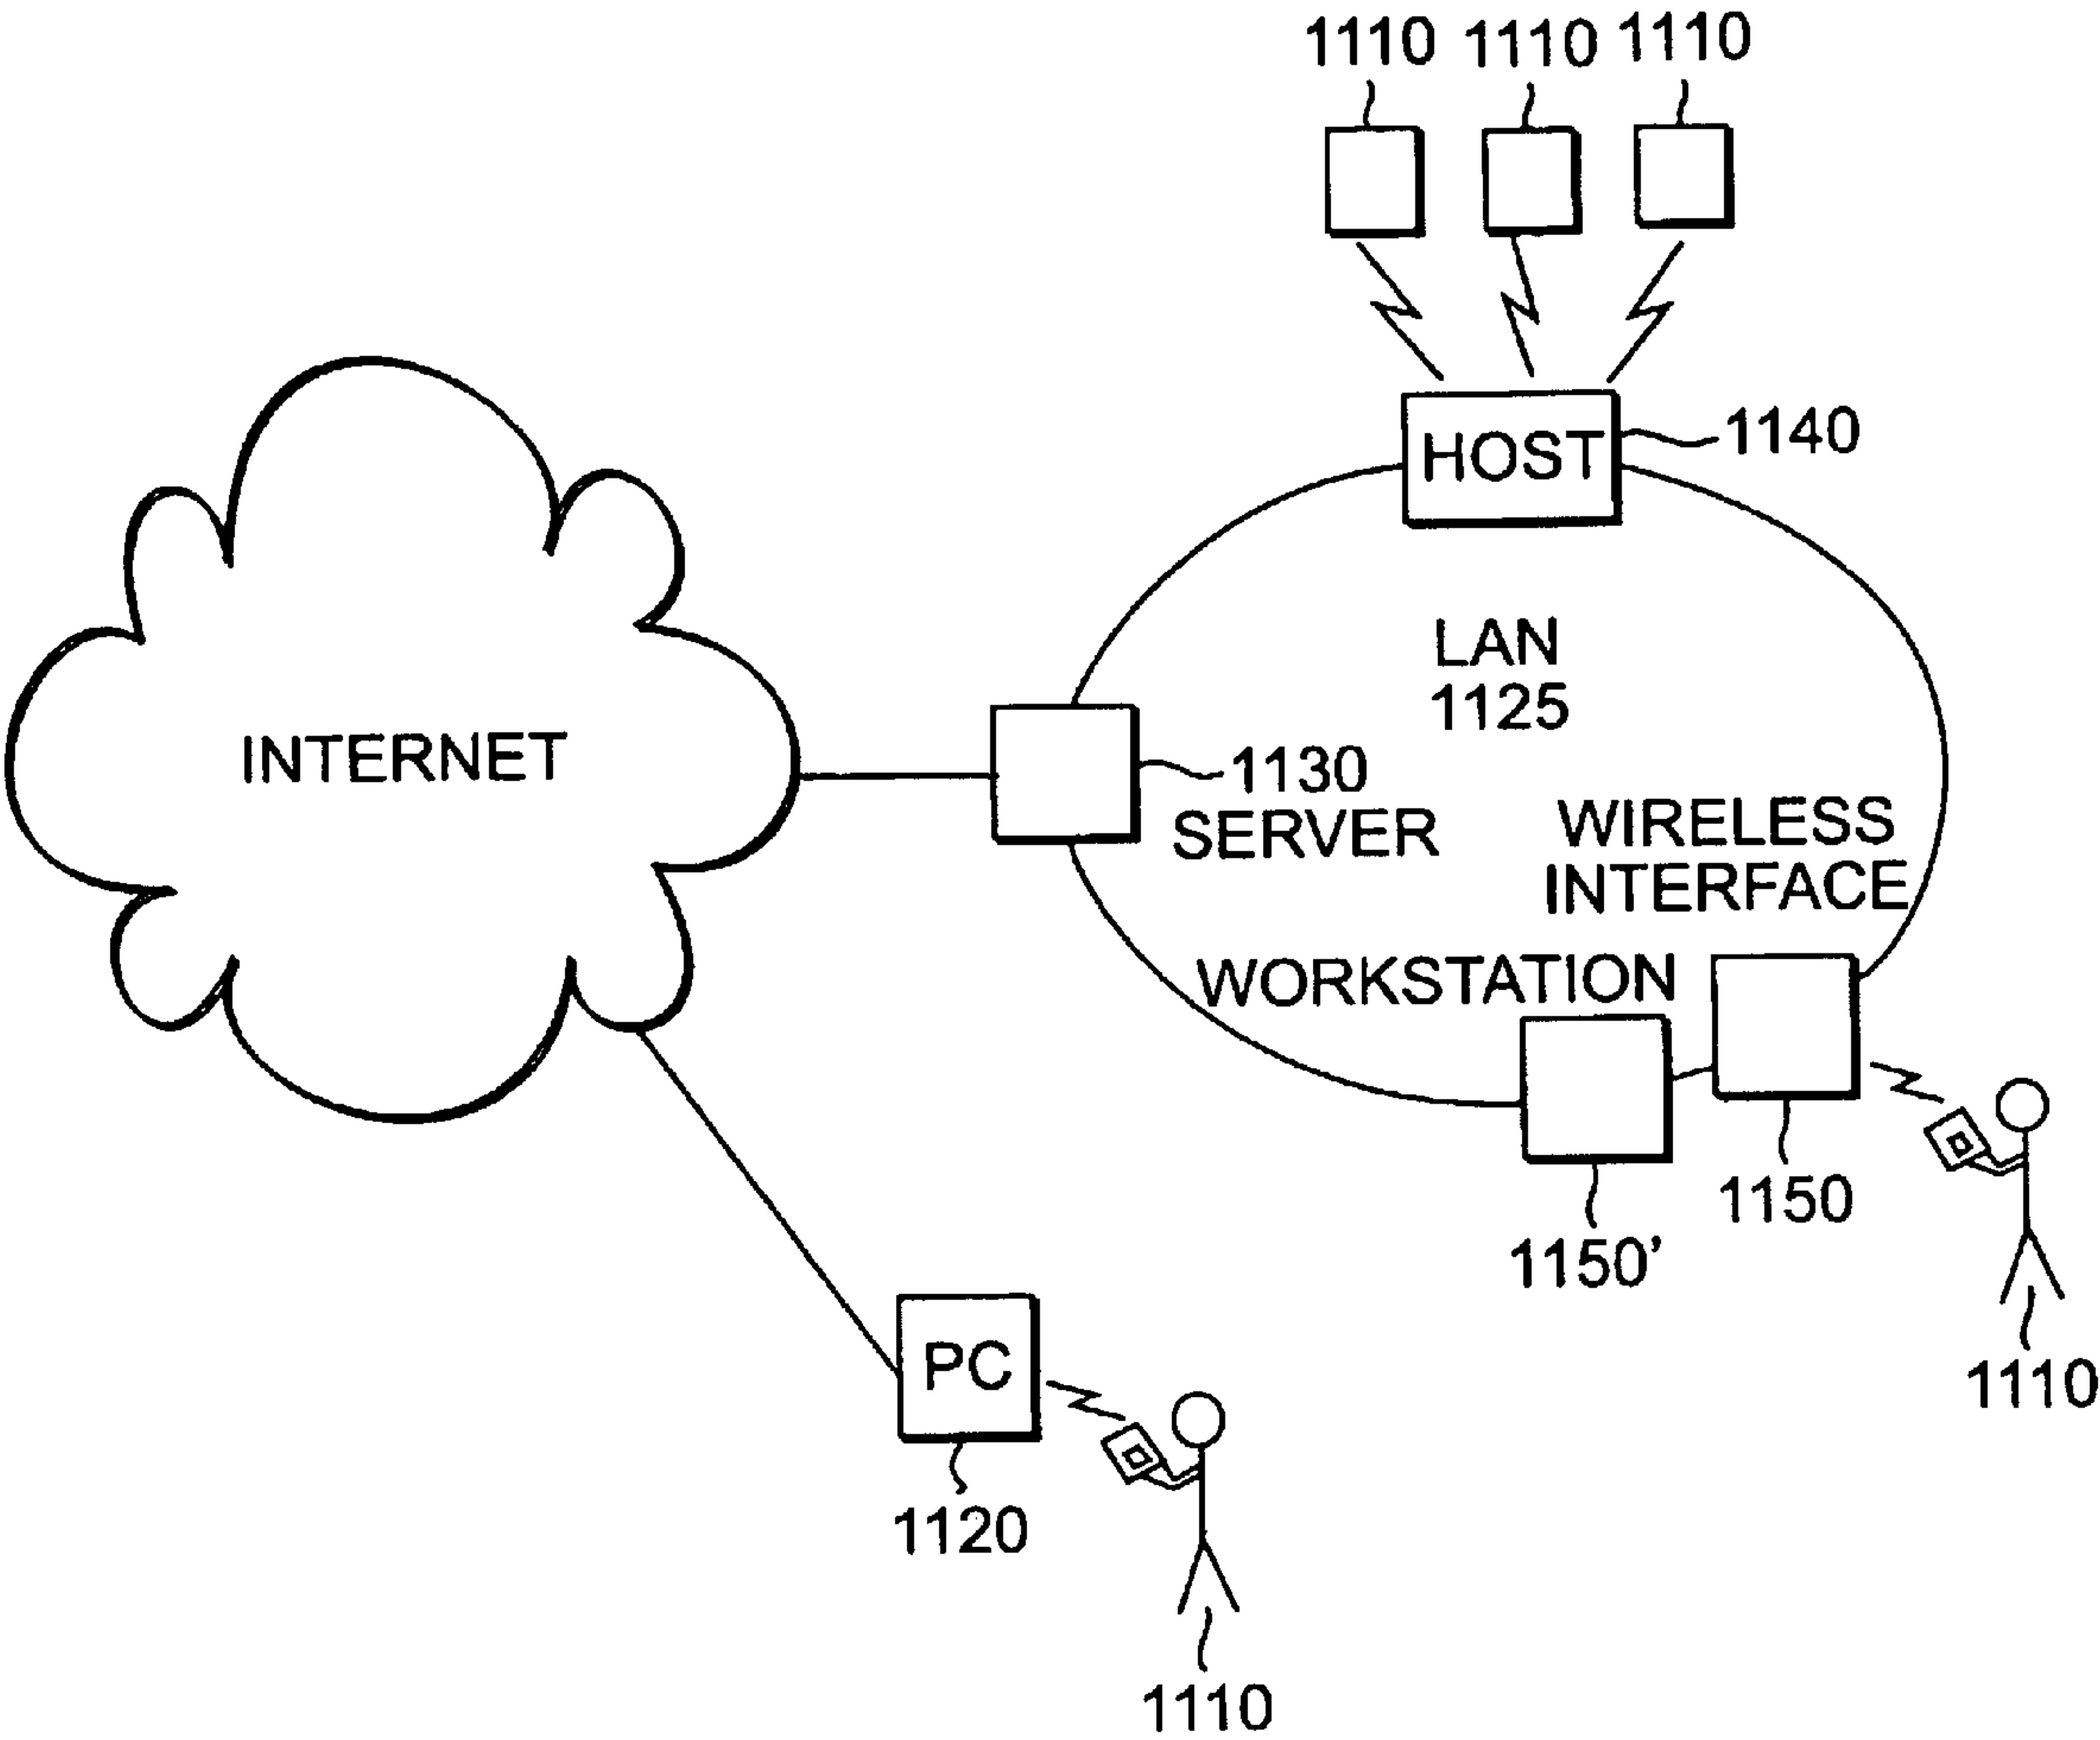 1110 1110 1110
HOST
1140
LAN
1125
INTERNET
1130
SERVER
WIRELESS
INTERFACE
WORKSTATION
1150
1150'
PC
1110
1120
1110